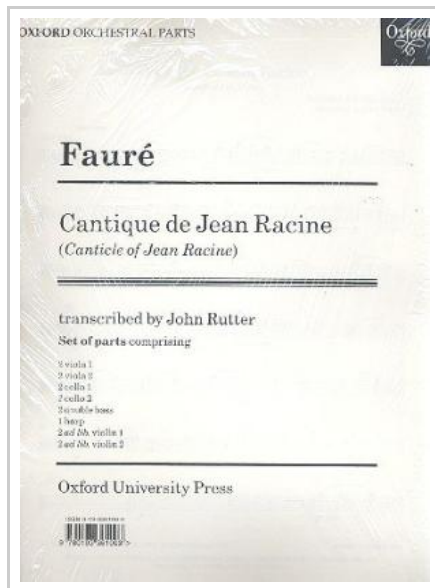 OXFORD ORCHESTRAL PARTS
Oxford
Fauré
Cantique de Jean Racine
(Canticle of Jean Racine)
transcribed by John Rutter
Set of parts comprising
2 viola 1
2 viola 2
2 cello 1
2 cello 2
2 double bass
1 harp
2 ad lib. violin 1
2 ad lib. violin 2
Oxford University Press